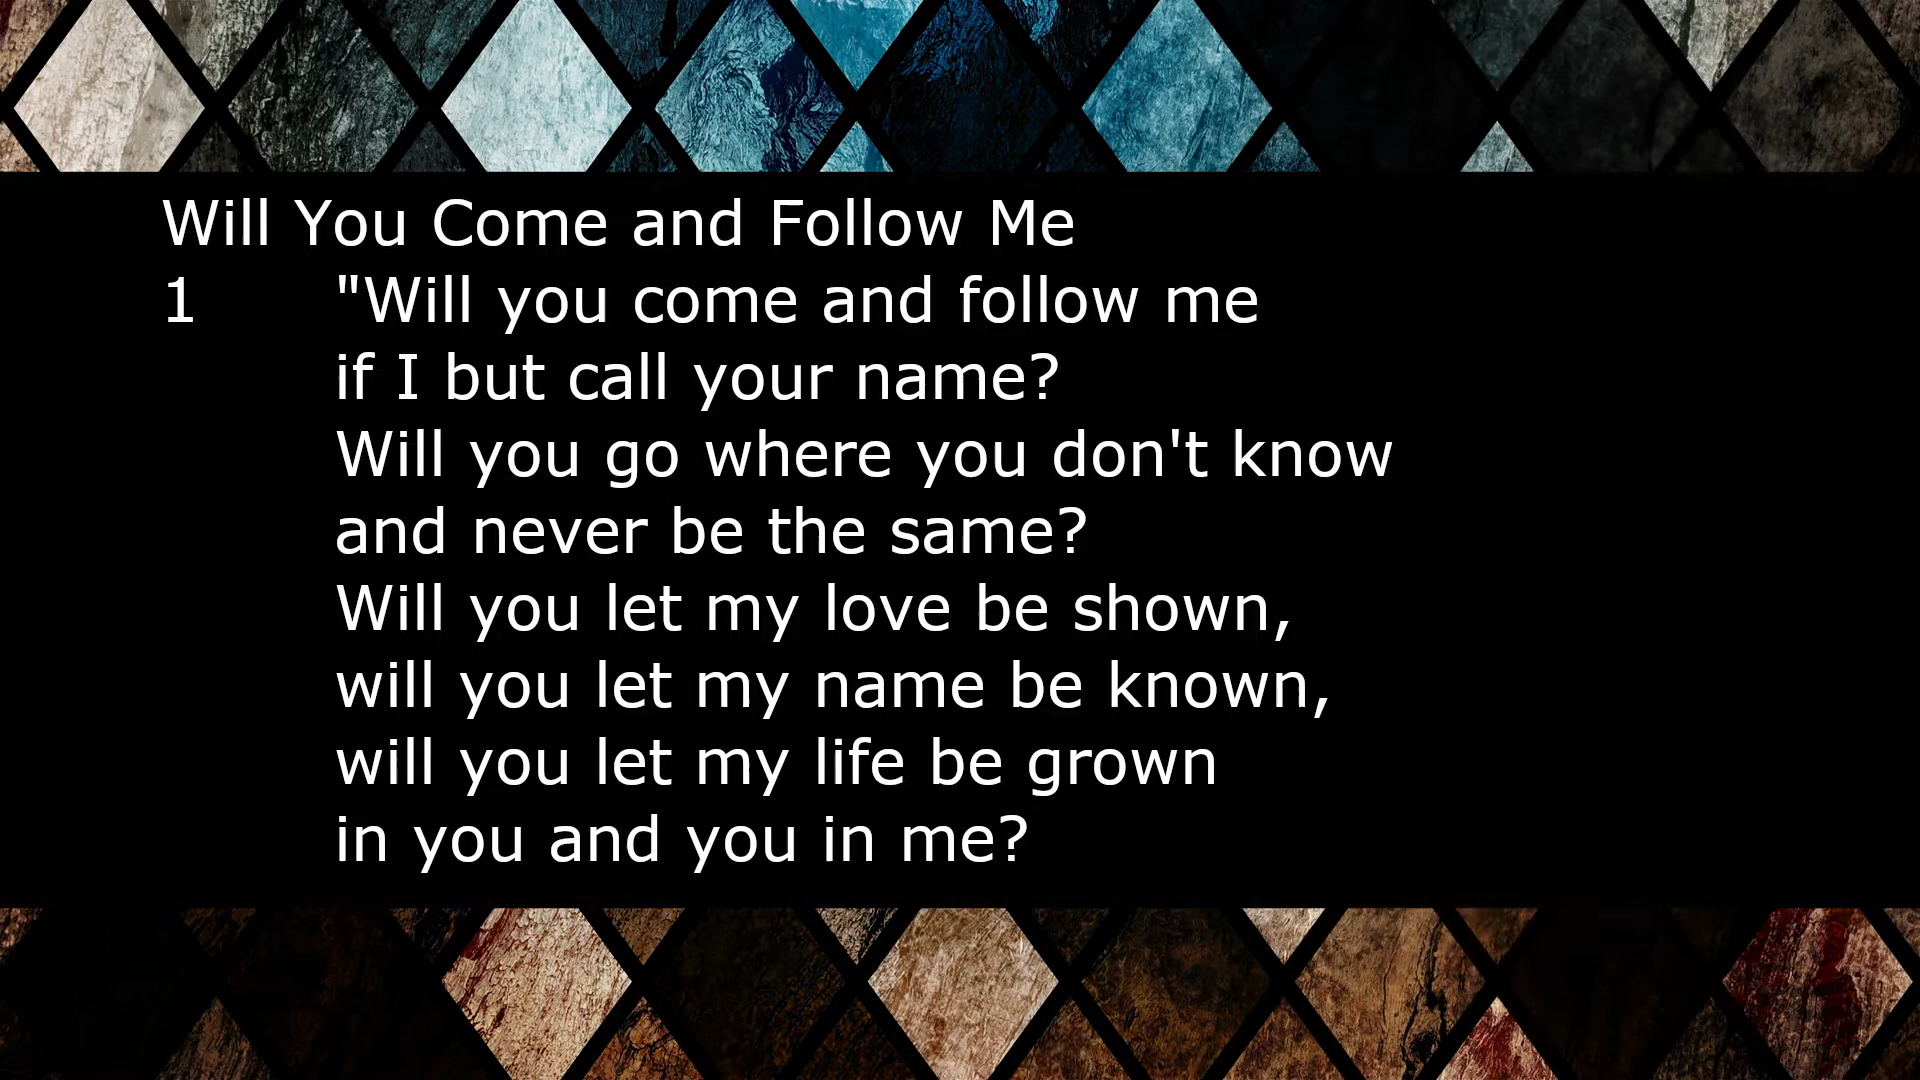 Will You Come and Follow Me
1 "Will you come and follow me
if I but call your name?
Will you go where you don't know
and never be the same?
Will you let my love be shown,
will you let my name be known,
will you let my life be grown
in you and you in me?